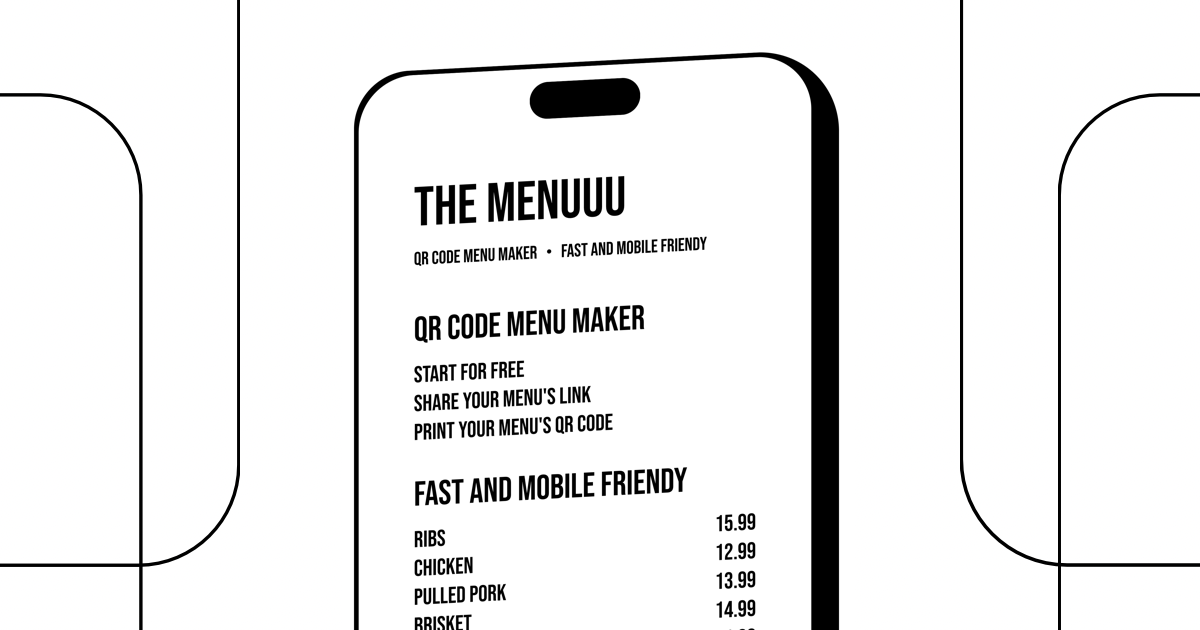 THE MENUUU
QR CODE MENU MAKER • FAST AND MOBILE FRIENDY
QR CODE MENU MAKER
START FOR FREE
SHARE YOUR MENU'S LINK
PRINT YOUR MENU'S QR CODE
FAST AND MOBILE FRIENDY
RIBS 15.99
CHICKEN 12.99
PULLED PORK 13.99
BRISKET 14.99